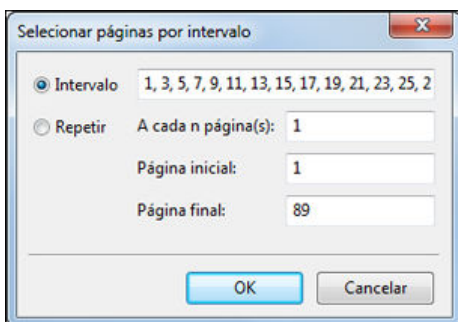 Selecionar páginas por intervalo
Intervalo 1, 3, 5, 7, 9, 11, 13, 15, 17, 19, 21, 23, 25, 2
Repetir A cada n página(s): 1
Página inicial: 1
Página final: 89
OK Cancelar